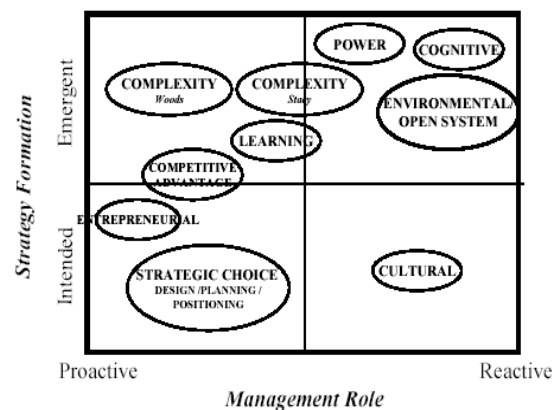 POWER
COGNITIVE
COMPLEXITY
Woods
COMPLEXITY
Stacy
ENVIRONMENTAL/
OPEN SYSTEM
LEARNING
COMPETITIVE
ADVANTAGE
ENTREPRENEURIAL
STRATEGIC CHOICE
DESIGN /PLANNING /
POSITIONING
CULTURAL
Strategy Formation
Emergent
Intended
Proactive
Reactive
Management Role